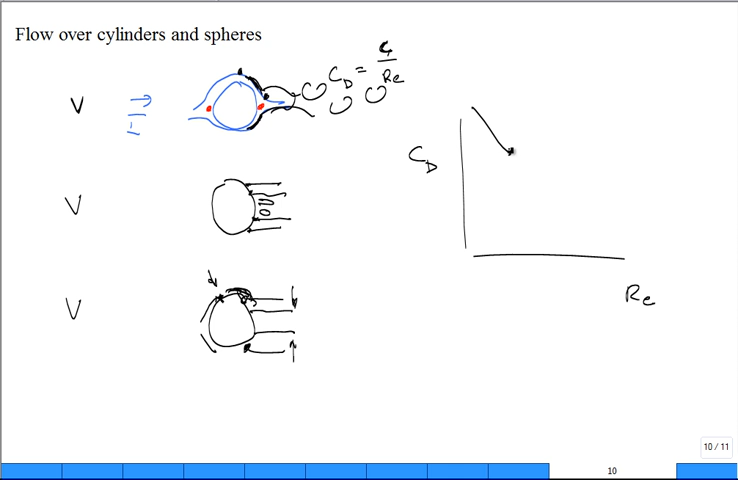 Flow over cylinders and spheres
C_D = 4/Re
V
C_D
V
Re
V
10 / 11
10